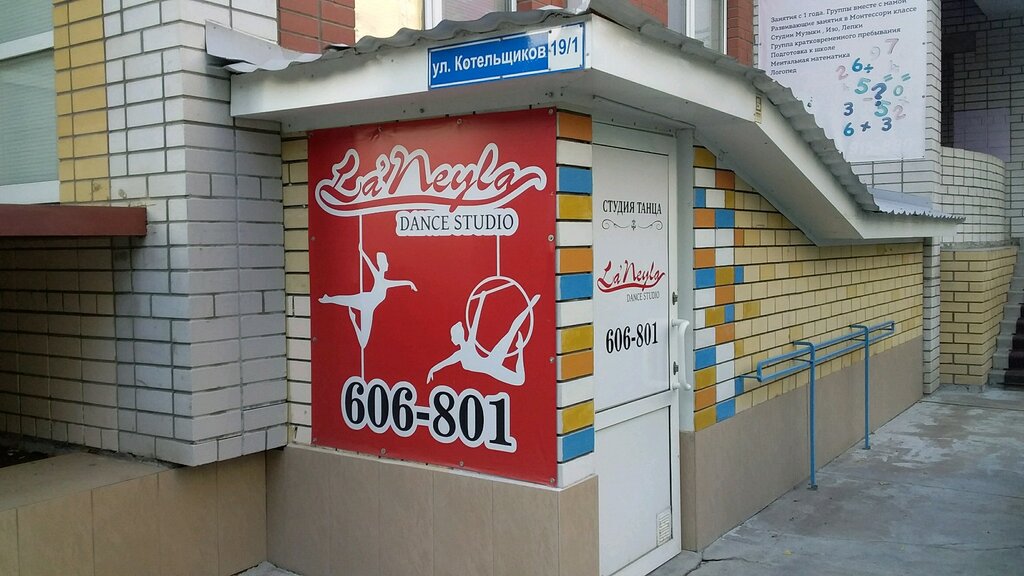 Занятия с 1 года. Группы вместе с мамой
Развивающие занятия в Монтессори классе
Студии Музыки, Изо, Лепки
Группа кратковременного пребывания
Подготовка к школе
Ментальная математика
Логопед
ул. Котельщиков 19/1
La'Neyla
DANCE STUDIO
606-801
СТУДИЯ ТАНЦА
La'Neyla
DANCE STUDIO
606-801